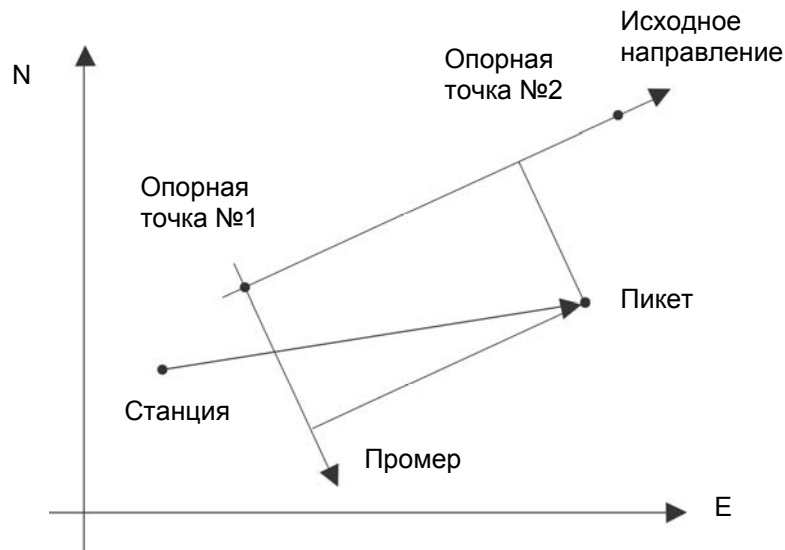 Исходное
направление
Опорная
точка №2
N
Опорная
точка №1
Пикет
Станция
Промер
E